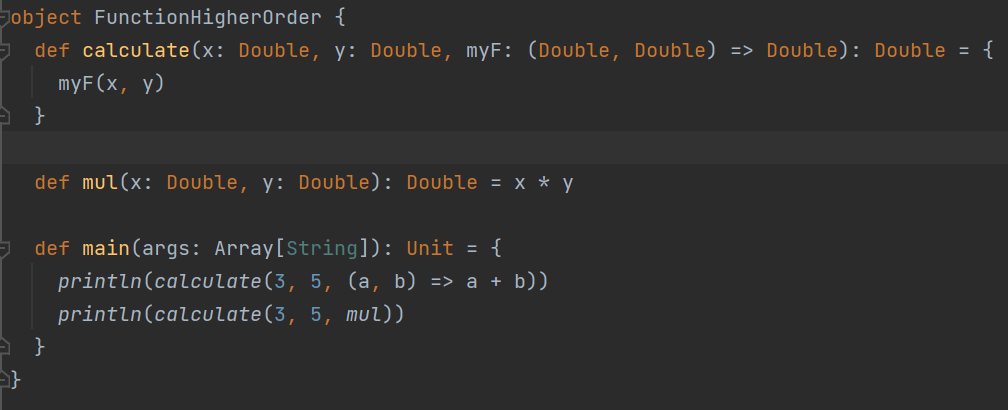 object FunctionHigherOrder {
  def calculate(x: Double, y: Double, myF: (Double, Double) => Double): Double = {
    myF(x, y)
  }

  def mul(x: Double, y: Double): Double = x * y

  def main(args: Array[String]): Unit = {
    println(calculate(3, 5, (a, b) => a + b))
    println(calculate(3, 5, mul))
  }
}